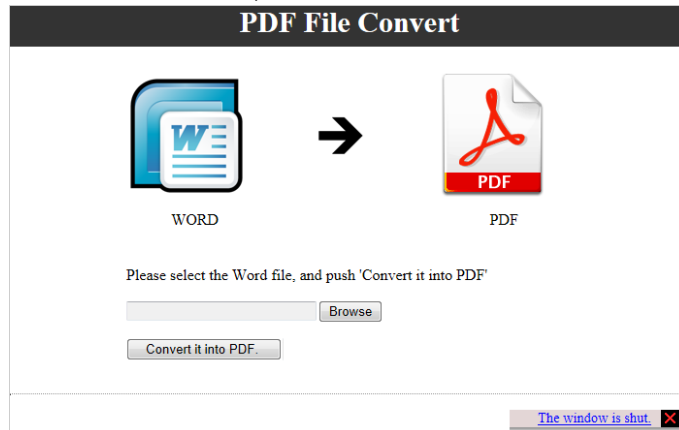 PDF File Convert
W
PDF
WORD
PDF
Please select the Word file, and push 'Convert it into PDF'
Browse
Convert it into PDF.
The window is shut.